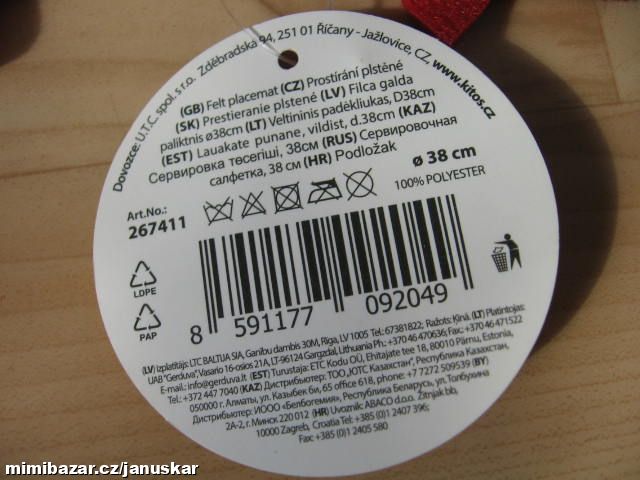 Dovozce: U.T.C. spol. s r.o. Zděbradská 94, 251 01 Říčany - Jažlovice, CZ, www.kitos.cz
(GB) Felt placemat (CZ) Prostírání plstěné
(SK) Prestieranie plstené (LV) Filca galda
paliktnis ø38cm (LT) Veltininis padėkliukas, D38cm
(EST) Lauakate punane, vildist, d.38cm (KAZ)
Сервировка төсегіші, 38см (RUS) Сервировочная
салфетка, 38 см (HR) Podložak
ø 38 cm
100% POLYESTER
Art.No.:
267411
LDPE
PAP
8 591177 092049
(LV) Izplatītājs: LTC BALTIJA SIA, Ganību dambis 30M, Rīga, LV 1005 Tel.: 67381822; Ražots: Ķīnā. (LT) Platintojas:
UAB "Gerduva", Vasario 16-osios 21A, LT-96124 Gargždai, Lithuania Ph.: +370 46 470636; Fax.: +370 46 471522
E-mail.: info@gerduva.lt (EST) Turustaja: ETC Kodu OÜ, Ehitajate tee 18, 80010 Pärnu, Estonia,
Tel.: +372 447 7040 (KAZ) Дистрибьютер: ТОО „ЮТС Казахстан", Республика Казахстан,
050000 г. Алматы, ул. Казыбек би, 65 office 618, phone: +7 7272 509539 (BY)
Дистрибьютер: ИООО «Белбогемия», Республика Беларусь, ул. Толбухина
2А-2, г. Минск 220 012 (HR) Uvoznik: ABACO d.o.o. Žitnjak bb,
10000 Zagreb, Croatia Tel: +385 (0)1 2407 396;
Fax: +385 (0)1 2405 580
mimibazar.cz/januskar